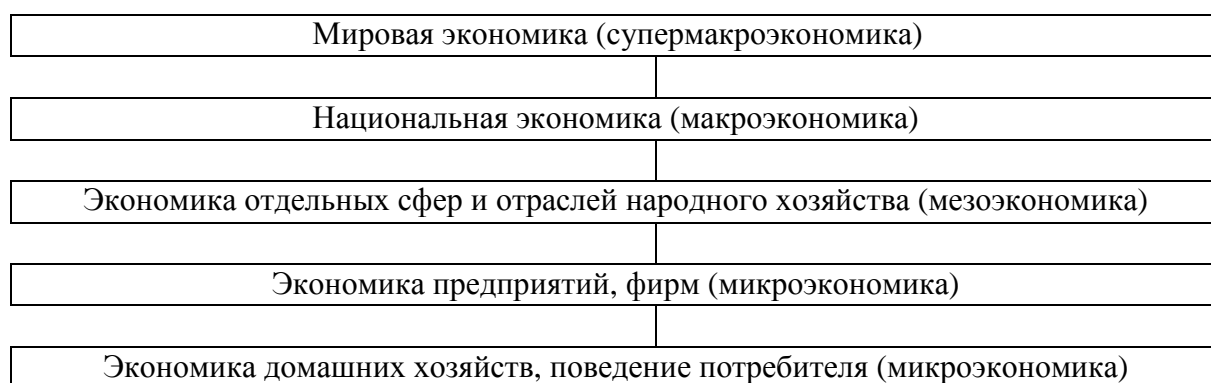 Мировая экономика (супермакроэкономика)
Национальная экономика (макроэкономика)
Экономика отдельных сфер и отраслей народного хозяйства (мезоэкономика)
Экономика предприятий, фирм (микроэкономика)
Экономика домашних хозяйств, поведение потребителя (микроэкономика)